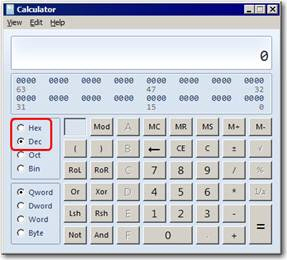 Calculator
View Edit Help
0
0000 0000 0000 0000 0000 0000 0000 0000
63 47 32
0000 0000 0000 0000 0000 0000 0000 0000
31 15 0
Hex
Dec
Oct
Bin
Qword
Dword
Word
Byte
Mod A MC MR MS M+ M-
( ) B ← CE C ± √
RoL RoR C 7 8 9 / %
Or Xor D 4 5 6 * 1/x
Lsh Rsh E 1 2 3 - =
Not And F 0 . +